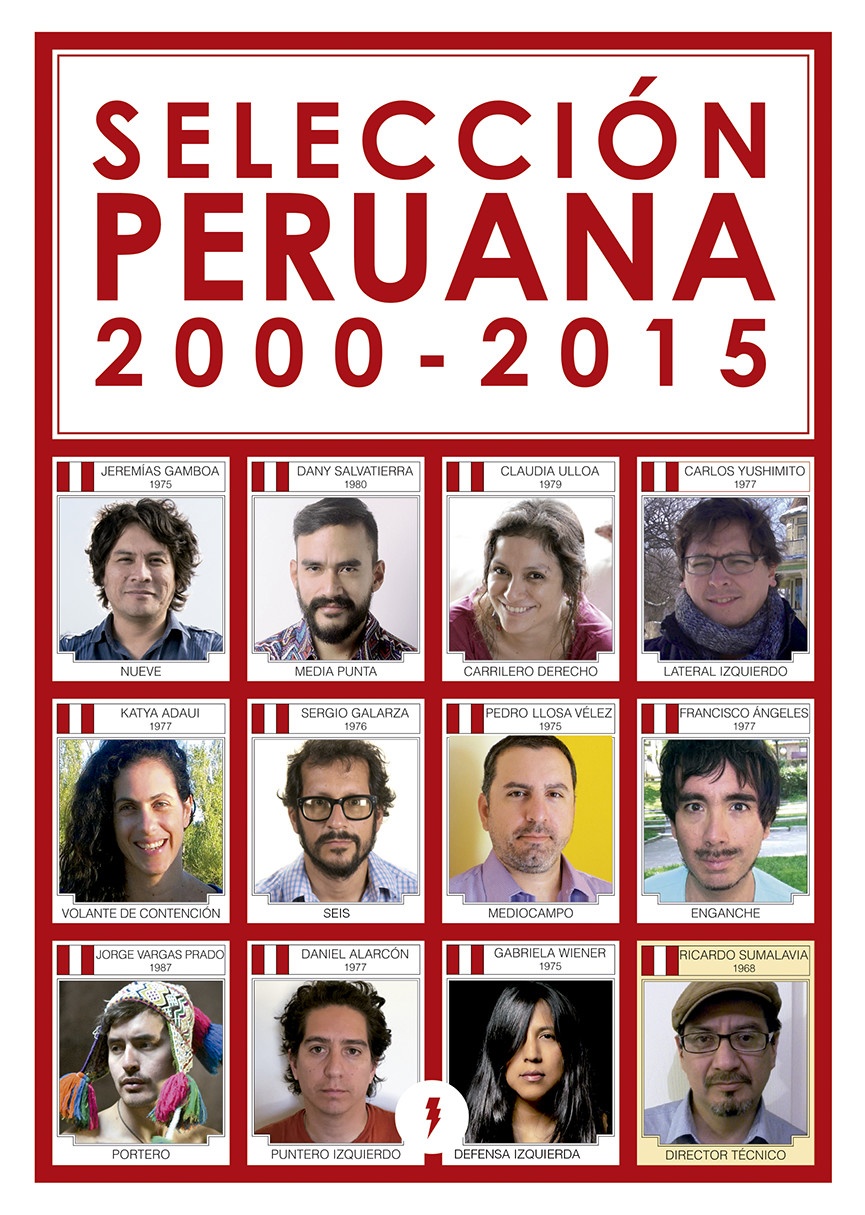 SELECCIÓN
PERUANA
2000-2015
JEREMÍAS GAMBOA
1975
NUEVE
DANY SALVATIERRA
1980
MEDIA PUNTA
CLAUDIA ULLOA
1979
CARRILERO DERECHO
CARLOS YUSHIMITO
1977
LATERAL IZQUIERDO
KATYA ADAUI
1977
VOLANTE DE CONTENCIÓN
SERGIO GALARZA
1976
SEIS
PEDRO LLOSA VÉLEZ
1975
MEDIOCAMPO
FRANCISCO ÁNGELES
1977
ENGANCHE
JORGE VARGAS PRADO
1987
PORTERO
DANIEL ALARCÓN
1977
PUNTERO IZQUIERDO
GABRIELA WIENER
1975
DEFENSA IZQUIERDA
RICARDO SUMALAVIA
1968
DIRECTOR TÉCNICO